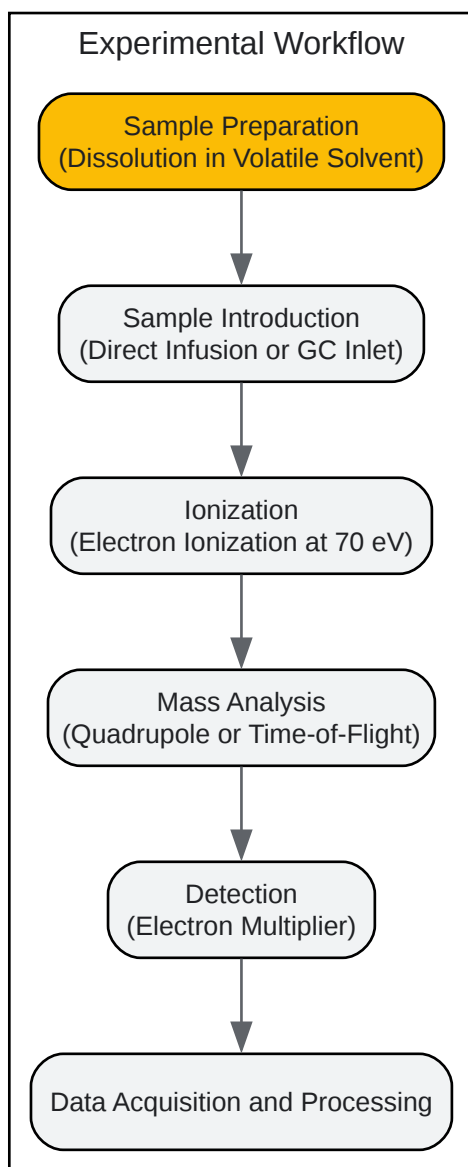 Experimental Workflow
Sample Preparation
(Dissolution in Volatile Solvent)
Sample Introduction
(Direct Infusion or GC Inlet)
Ionization
(Electron Ionization at 70 eV)
Mass Analysis
(Quadrupole or Time-of-Flight)
Detection
(Electron Multiplier)
Data Acquisition and Processing